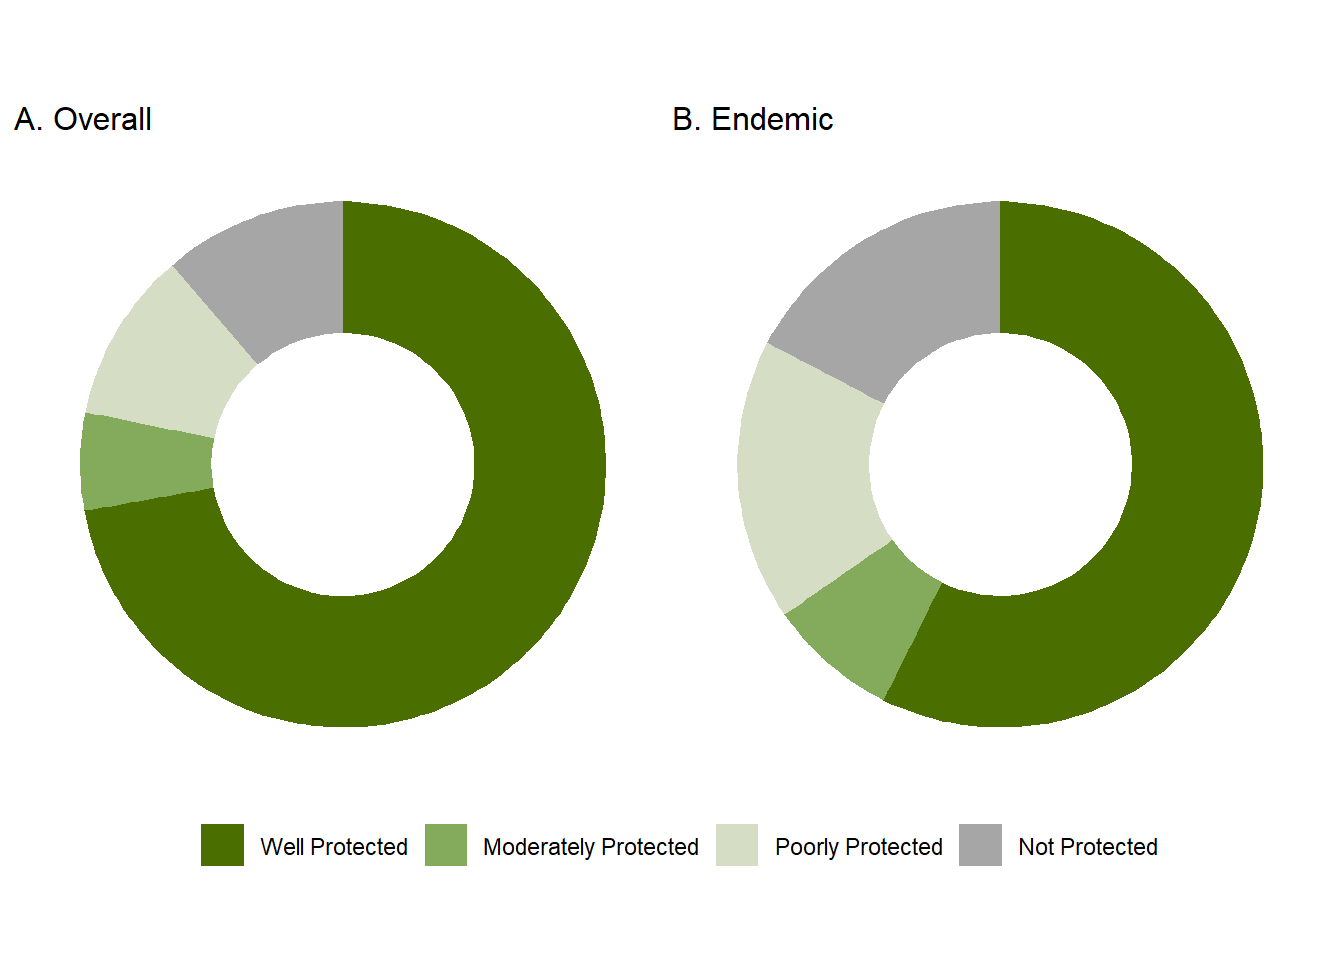 A. Overall
B. Endemic
Well Protected
Moderately Protected
Poorly Protected
Not Protected